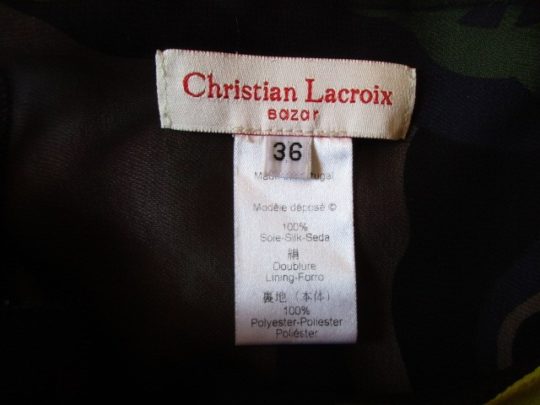 Christian Lacroix
Bazar
36
Modèle déposé ©
100%
Soie-Silk-Seda
絹
Doublure
Lining-Forro
裏地（本体）
100%
Polyester-Poliester
Poliéster